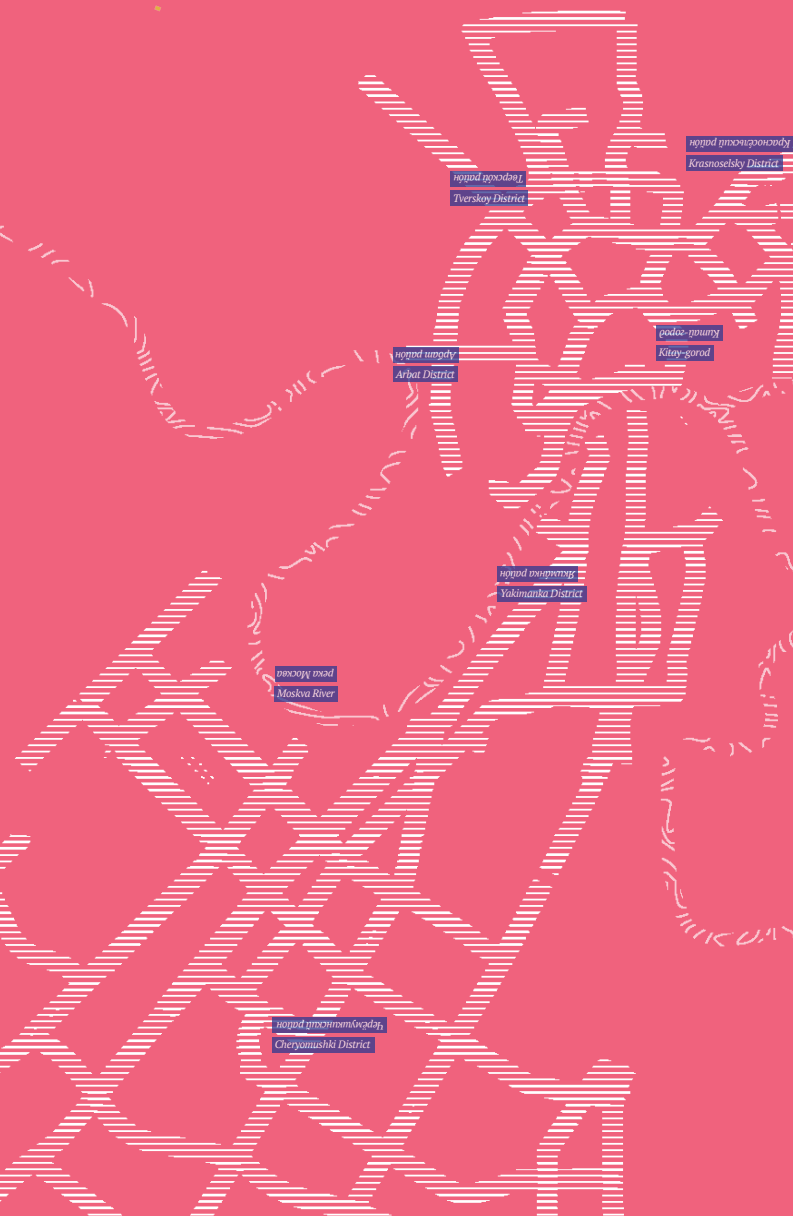 Красносельский район
Krasnoselsky District
Тверской район
Tverskoy District
Китай-город
Kitay-gorod
Арбат район
Arbat District
Якиманка район
Yakimanka District
река Москва
Moskva River
Черёмушкинский район
Cheryomushki District